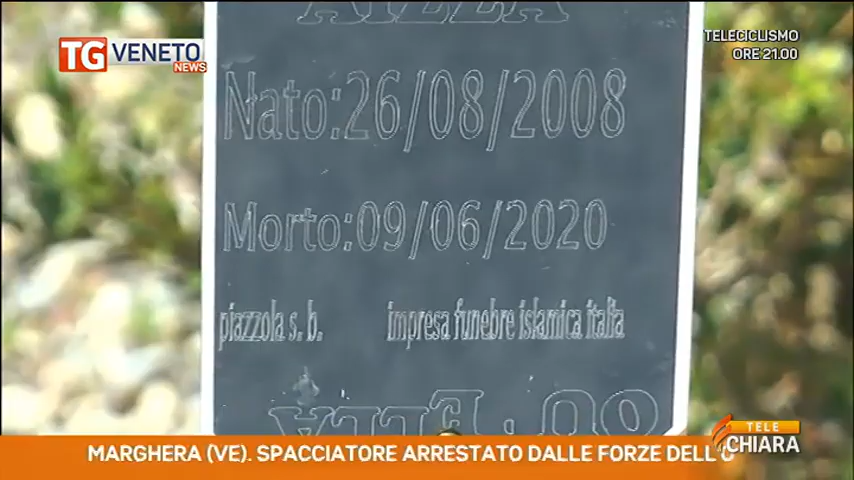 TG VENETO
NEWS
TELECICLISMO
ORE 21.00
Nato:26/08/2008
Morto:09/06/2020
piazzola s. b. impresa funebre islamica italia
TELE
CHIARA
MARGHERA (VE). SPACCIATORE ARRESTATO DALLE FORZE DELL'O